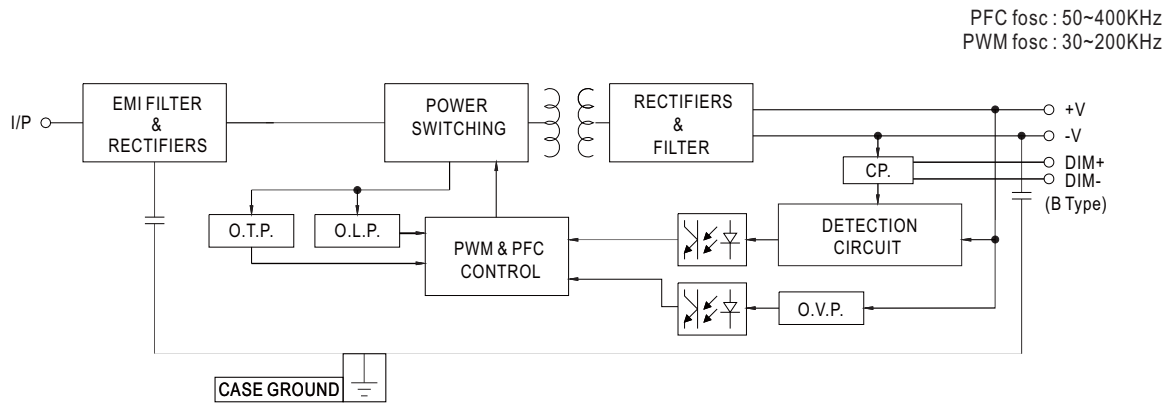 PFC fosc : 50~400KHz
PWM fosc : 30~200KHz
I/P
EMI FILTER
&
RECTIFIERS
POWER
SWITCHING
RECTIFIERS
&
FILTER
+V
-V
CP.
DIM+
DIM-
(B Type)
O.T.P.
O.L.P.
PWM & PFC
CONTROL
DETECTION
CIRCUIT
O.V.P.
CASE GROUND